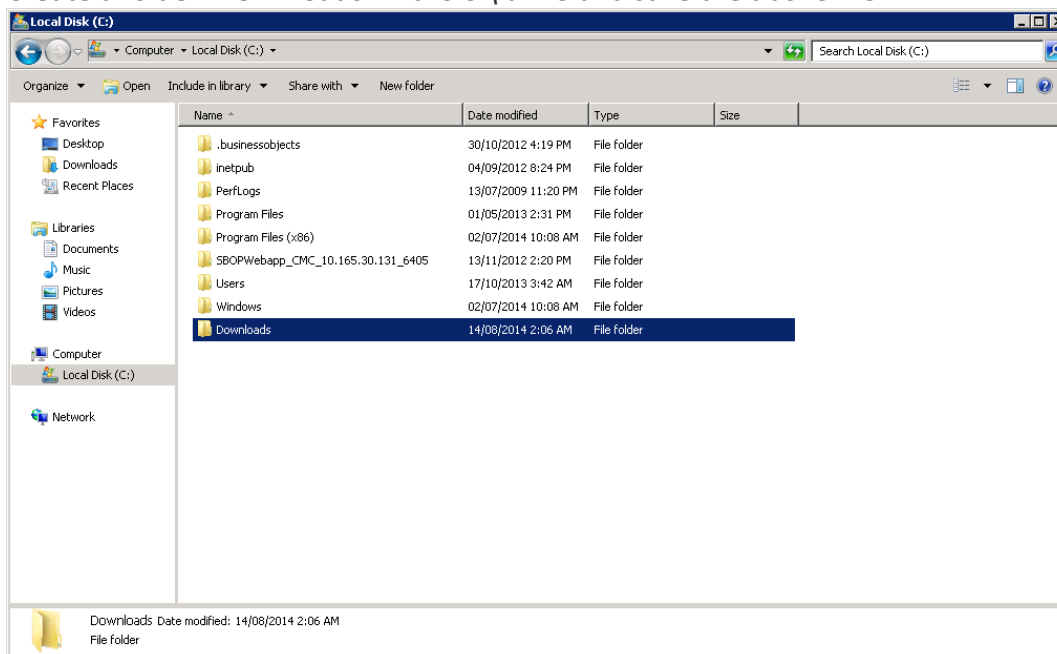 Local Disk (C:)
Computer Local Disk (C:) Search Local Disk (C:)
Organize Open Include in library Share with New folder
Name Date modified Type Size
Favorites
Desktop
Downloads
Recent Places
Libraries
Documents
Music
Pictures
Videos
Computer
Local Disk (C:)
Network
.businessobjects 30/10/2012 4:19 PM File folder
inetpub 04/09/2012 8:24 PM File folder
PerfLogs 13/07/2009 11:20 PM File folder
Program Files 01/05/2013 2:31 PM File folder
Program Files (x86) 02/07/2014 10:08 AM File folder
SBOPWebapp_CMC_10.165.30.131_6405 13/11/2012 2:20 PM File folder
Users 17/10/2013 3:42 AM File folder
Windows 02/07/2014 10:08 AM File folder
Downloads 14/08/2014 2:06 AM File folder
Downloads Date modified: 14/08/2014 2:06 AM
File folder